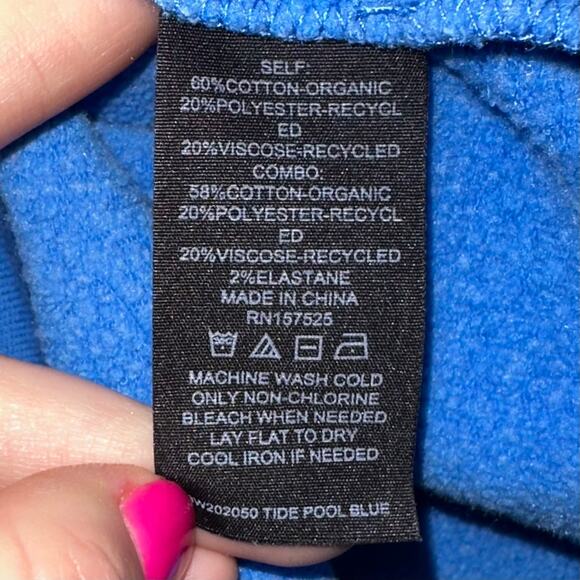 SELF:
60%COTTON-ORGANIC
20%POLYESTER-RECYCL
ED
20%VISCOSE-RECYCLED
COMBO:
58%COTTON-ORGANIC
20%POLYESTER-RECYCL
ED
20%VISCOSE-RECYCLED
2%ELASTANE
MADE IN CHINA
RN157525
MACHINE WASH COLD
ONLY NON-CHLORINE
BLEACH WHEN NEEDED
LAY FLAT TO DRY
COOL IRON IF NEEDED
TIDE POOL BLUE